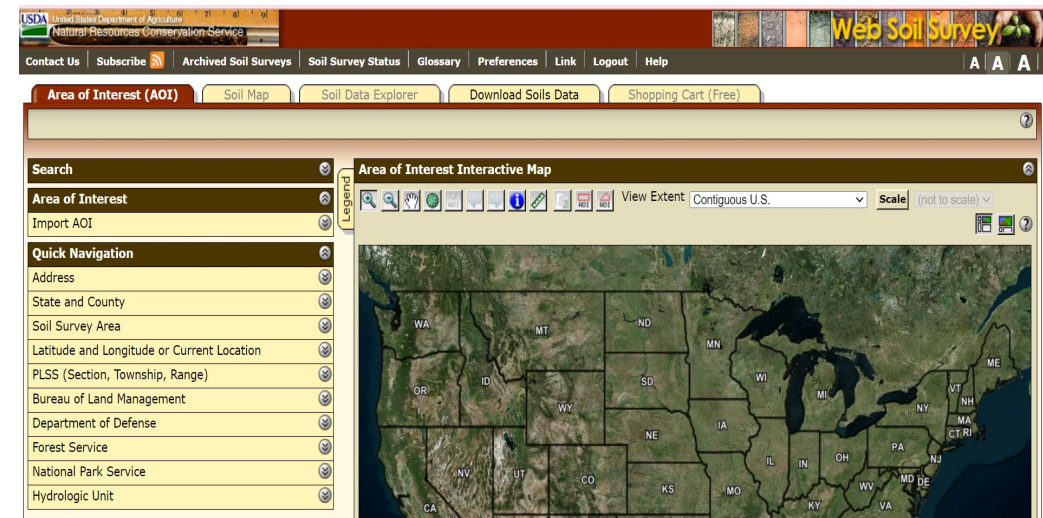 USDA United States Department of Agriculture
Natural Resources Conservation Service
Web Soil Survey
Contact Us Subscribe Archived Soil Surveys Soil Survey Status Glossary Preferences Link Logout Help A A A
Area of Interest (AOI) Soil Map Soil Data Explorer Download Soils Data Shopping Cart (Free)
Search
Area of Interest
Import AOI
Quick Navigation
Address
State and County
Soil Survey Area
Latitude and Longitude or Current Location
PLSS (Section, Township, Range)
Bureau of Land Management
Department of Defense
Forest Service
National Park Service
Hydrologic Unit
Legend
Area of Interest Interactive Map
AOI AOI View Extent Contiguous U.S. Scale (not to scale)
WA MT ND MN ME
OR ID SD WI MI VT NH
WY NY MA
NE IA CT RI
PA NJ
NV UT CO IL IN OH MD DE
KS MO WV
CA KY VA